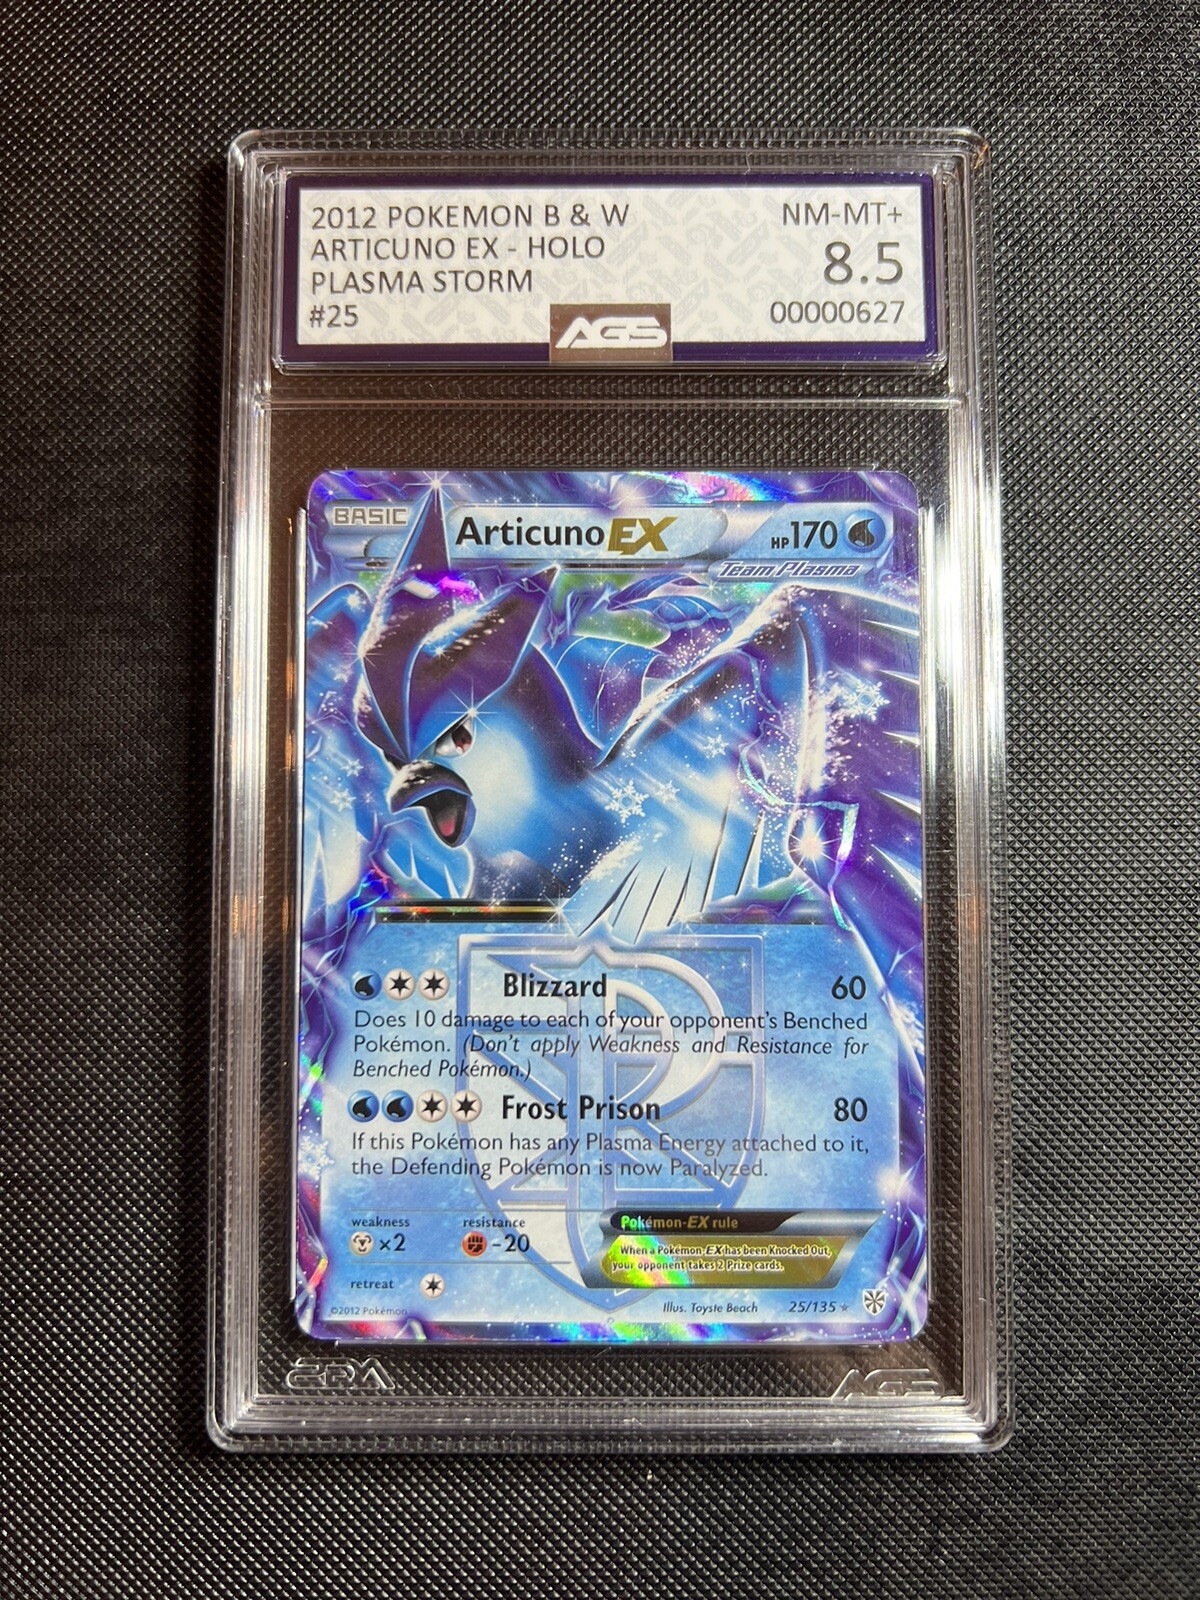 2012 POKEMON B & W
ARTICUNO EX - HOLO
PLASMA STORM
#25
NM-MT+
8.5
00000627
AGS
BASIC
Articuno EX
HP 170
Team Plasma
Blizzard 60
Does 10 damage to each of your opponent's Benched
Pokémon. (Don't apply Weakness and Resistance for
Benched Pokémon.)
Frost Prison 80
If this Pokémon has any Plasma Energy attached to it,
the Defending Pokémon is now Paralyzed.
weakness
×2
resistance
-20
retreat
Pokémon-EX rule
When a Pokémon-EX has been Knocked Out,
your opponent takes 2 Prize cards.
©2012 Pokémon
Illus. Toyste Beach
25/135
AGS